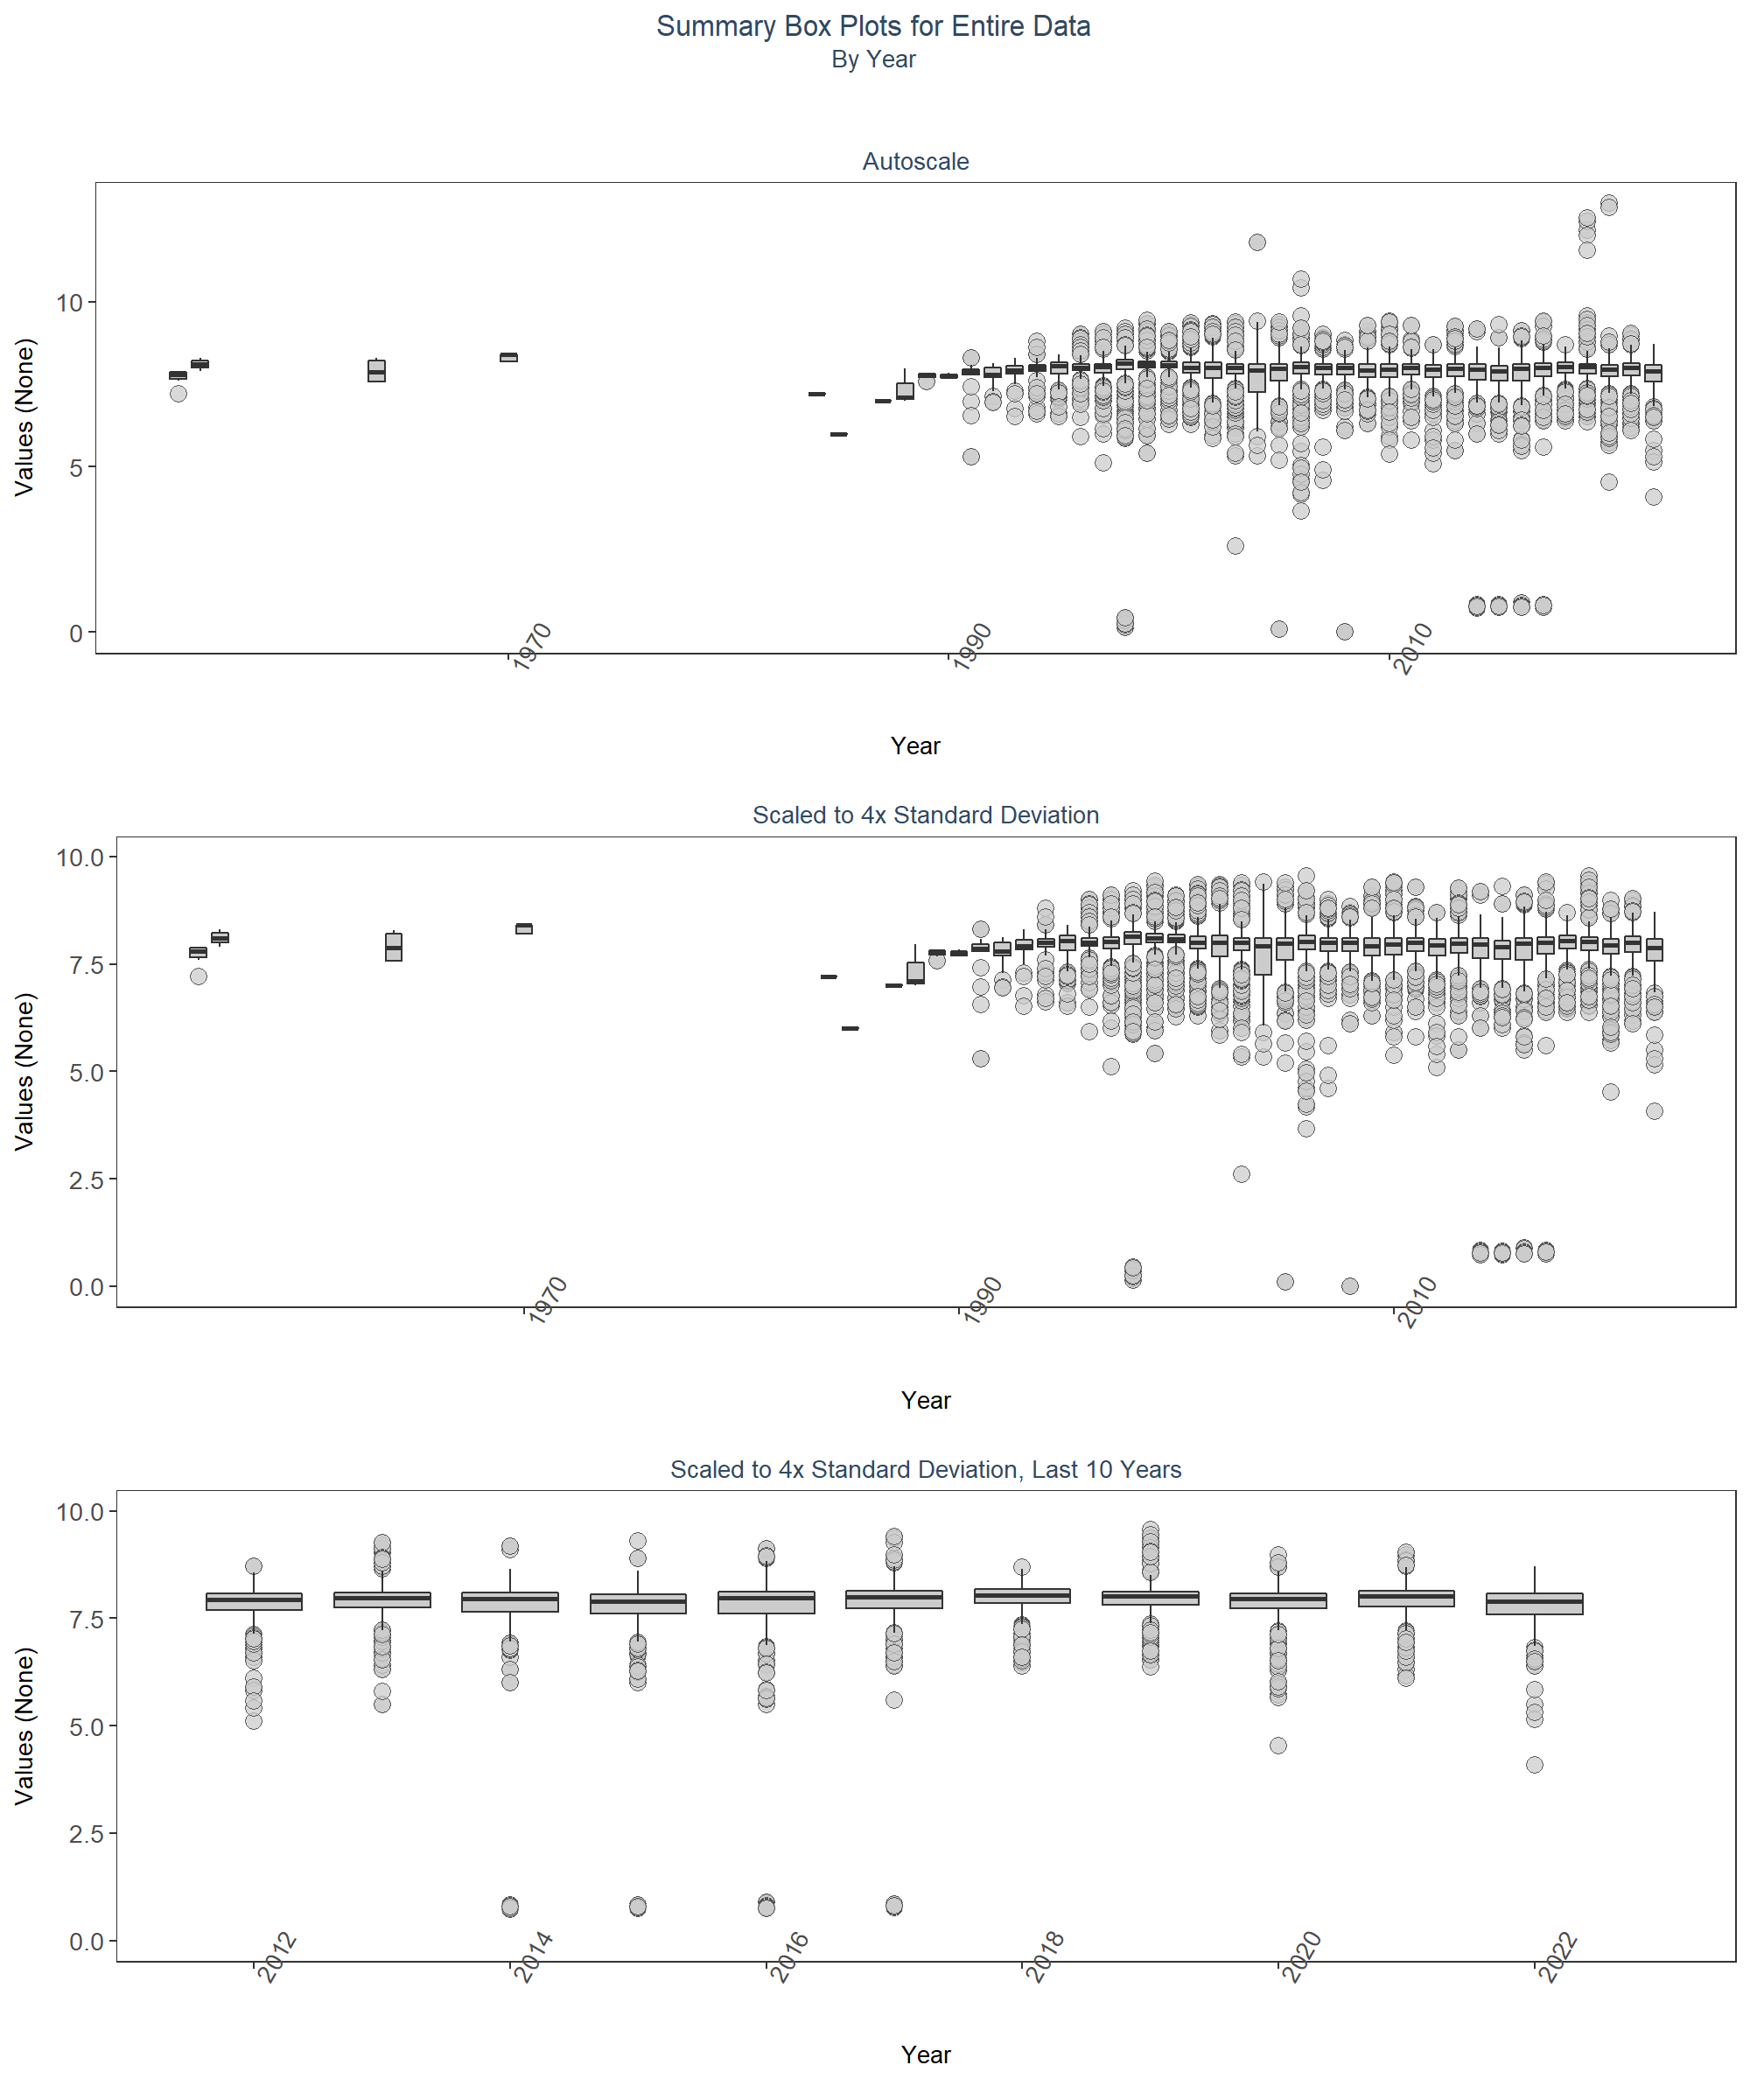 Summary Box Plots for Entire Data
By Year
Autoscale
Values (None)
10
5
0
1970
1990
2010
Year
Scaled to 4x Standard Deviation
Values (None)
10.0
7.5
5.0
2.5
0.0
1970
1990
2010
Year
Scaled to 4x Standard Deviation, Last 10 Years
Values (None)
10.0
7.5
5.0
2.5
0.0
2012
2014
2016
2018
2020
2022
Year